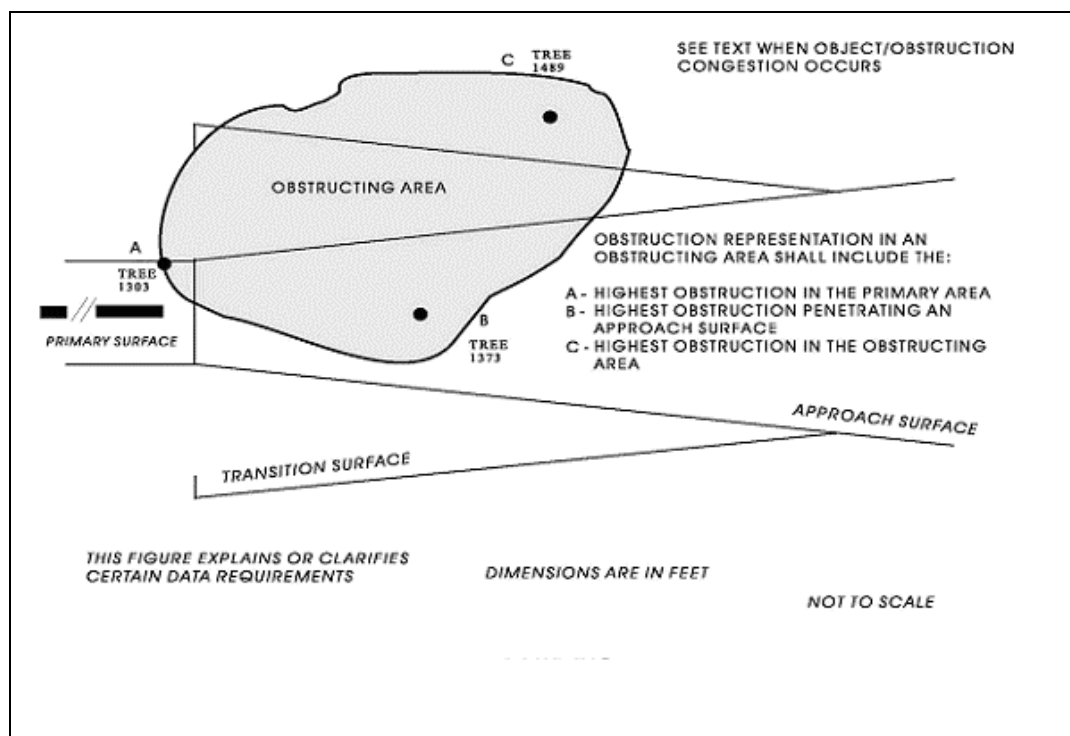 SEE TEXT WHEN OBJECT/OBSTRUCTION
CONGESTION OCCURS
C
TREE
1489
OBSTRUCTING AREA
A
TREE
1303
PRIMARY SURFACE
B
TREE
1373
OBSTRUCTION REPRESENTATION IN AN
OBSTRUCTING AREA SHALL INCLUDE THE:
A - HIGHEST OBSTRUCTION IN THE PRIMARY AREA
B - HIGHEST OBSTRUCTION PENETRATING AN
APPROACH SURFACE
C - HIGHEST OBSTRUCTION IN THE OBSTRUCTING
AREA
APPROACH SURFACE
TRANSITION SURFACE
THIS FIGURE EXPLAINS OR CLARIFIES
CERTAIN DATA REQUIREMENTS
DIMENSIONS ARE IN FEET
NOT TO SCALE